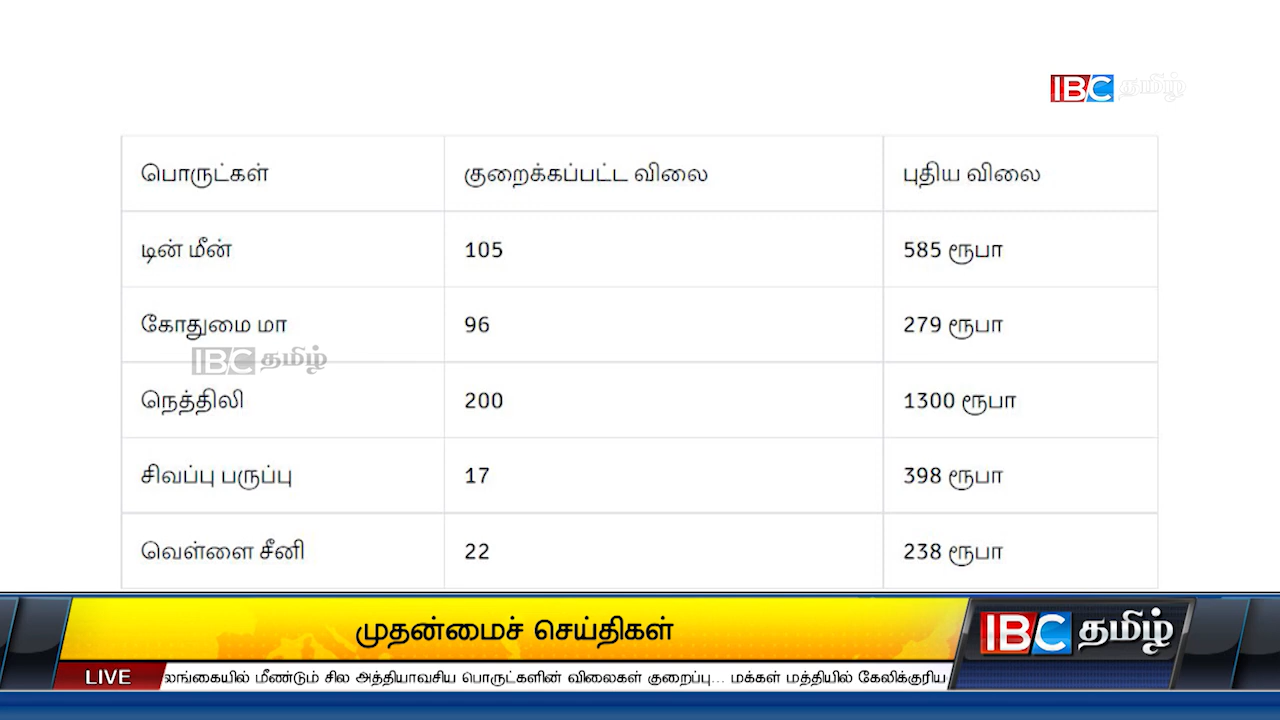 IBC தமிழ்
பொருட்கள் குறைக்கப்பட்ட விலை புதிய விலை
டின் மீன் 105 585 ரூபா
கோதுமை மா 96 279 ரூபா
IBC தமிழ்
நெத்திலி 200 1300 ரூபா
சிவப்பு பருப்பு 17 398 ரூபா
வெள்ளை சீனி 22 238 ரூபா
முதன்மைச் செய்திகள்
IBC தமிழ்
LIVE லங்கையில் மீண்டும் சில அத்தியாவசிய பொருட்களின் விலைகள் குறைப்பு... மக்கள் மத்தியில் கேலிக்குரிய